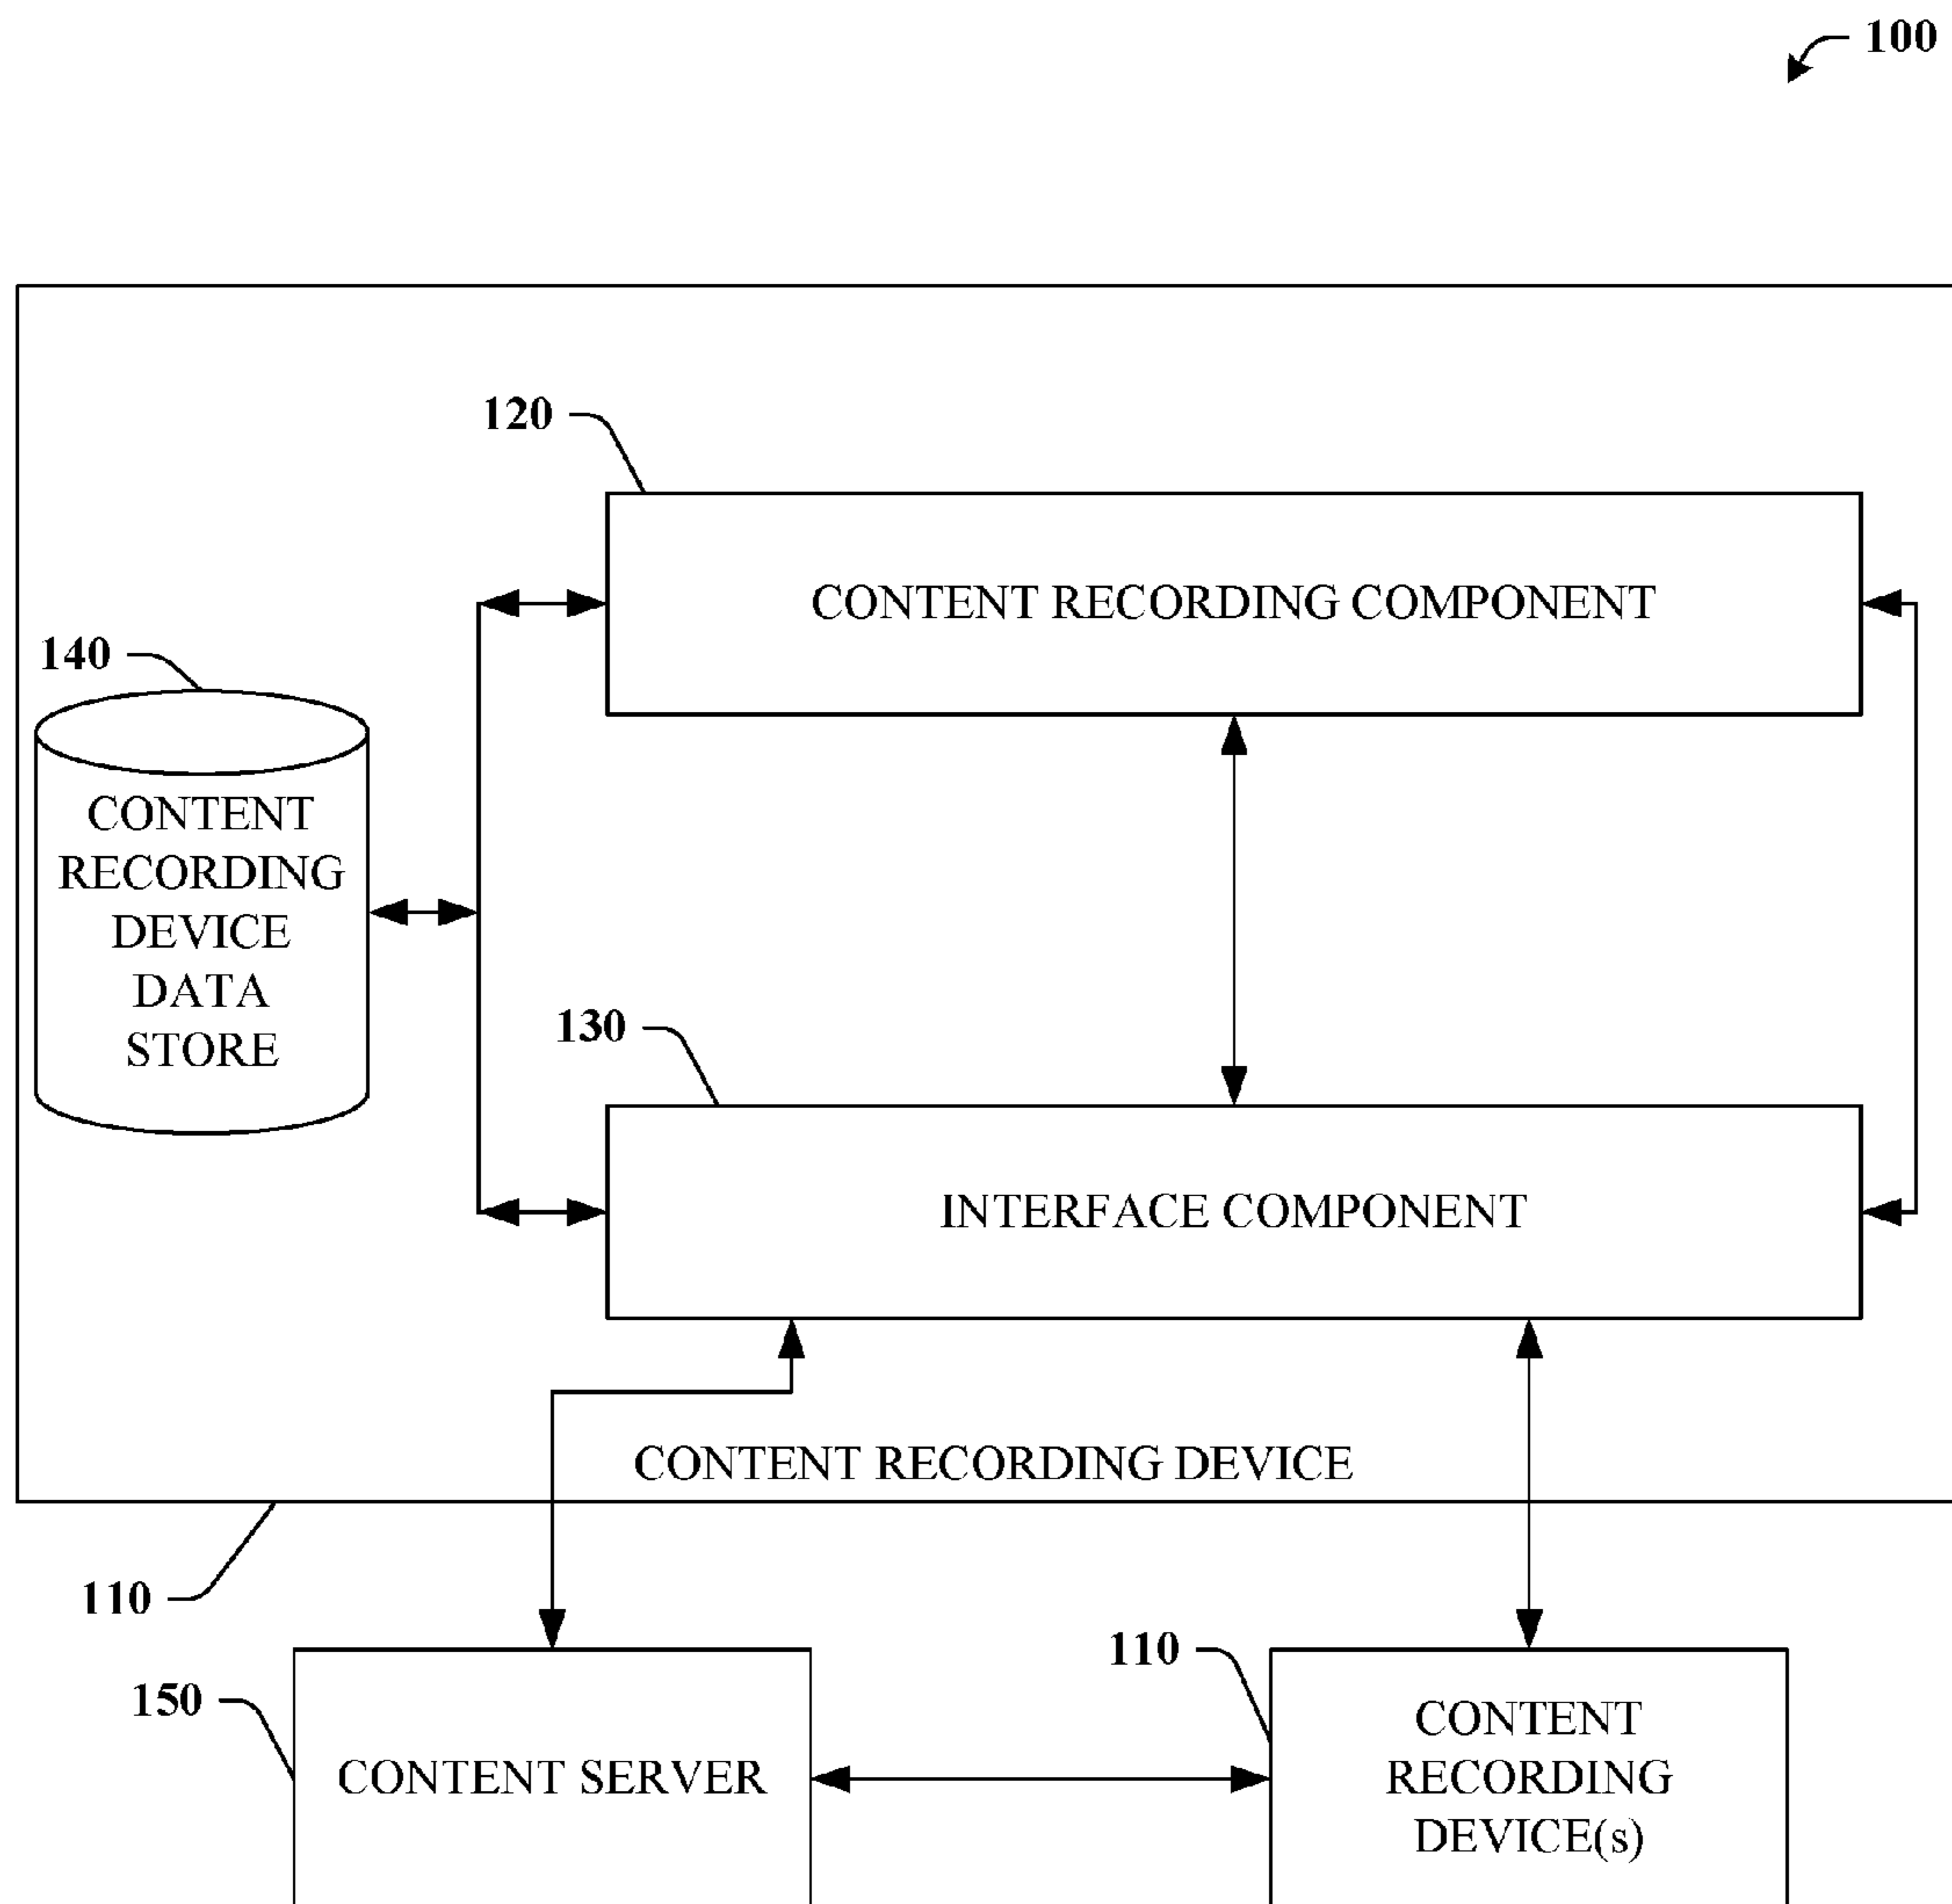 100
120
CONTENT RECORDING COMPONENT
140
CONTENT
RECORDING
DEVICE
DATA
STORE
130
INTERFACE COMPONENT
CONTENT RECORDING DEVICE
110
110
150
CONTENT SERVER
CONTENT
RECORDING
DEVICE(s)